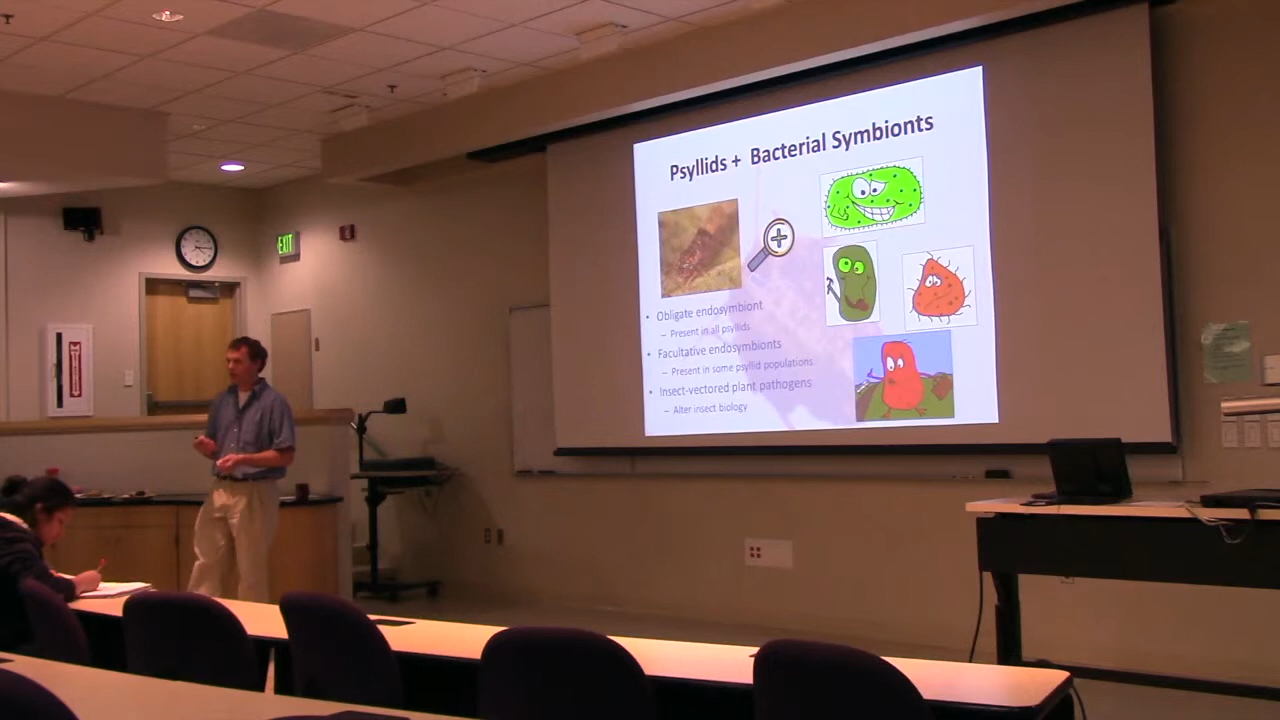 EXIT
Psyllids + Bacterial Symbionts
• Obligate endosymbiont
– Present in all psyllids
• Facultative endosymbionts
– Present in some psyllid populations
• Insect-vectored plant pathogens
– Alter insect biology